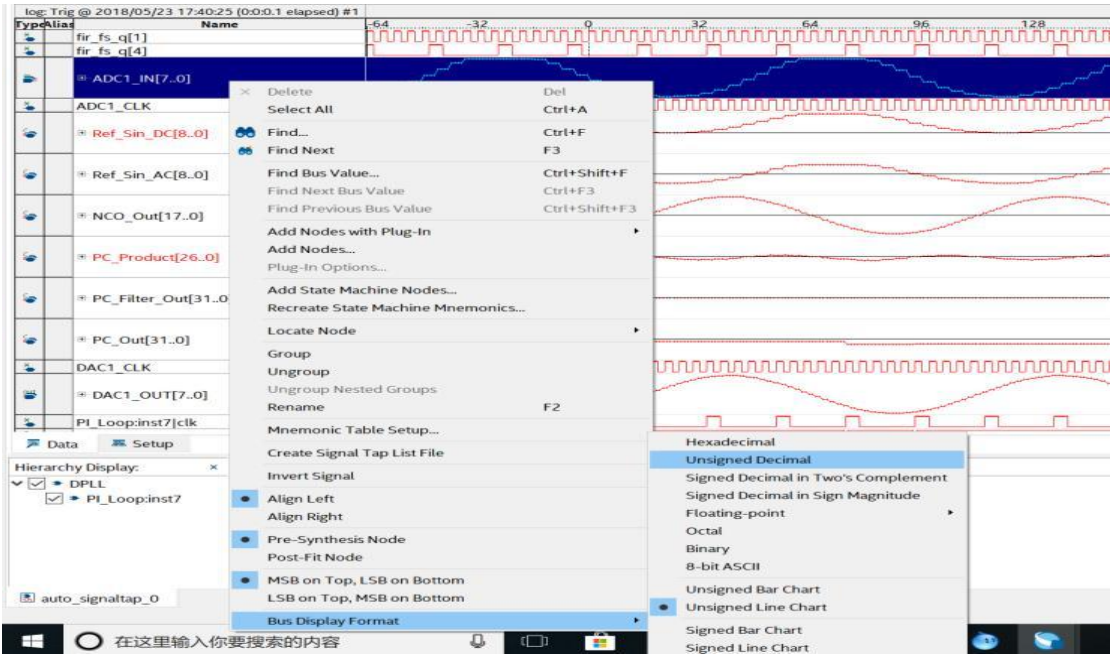 log: Trig @ 2018/05/23 17:40:25 (0:0:0.1 elapsed) #1
Type Alias Name -64 -32 0 32 64 96 128
fir_fs_q[1]
fir_fs_q[4]
ADC1_IN[7..0]
ADC1_CLK
Ref_Sin_DC[8..0]
Ref_Sin_AC[8..0]
NCO_Out[17..0]
PC_Product[26..0]
PC_Filter_Out[31..0
PC_Out[31..0]
DAC1_CLK
DAC1_OUT[7..0]
PI_Loop:inst7|clk
Data Setup
Hierarchy Display: ×
DPLL
PI_Loop:inst7
auto_signaltap_0
Delete Del
Select All Ctrl+A
Find... Ctrl+F
Find Next F3
Find Bus Value... Ctrl+Shift+F
Find Next Bus Value Ctrl+F3
Find Previous Bus Value Ctrl+Shift+F3
Add Nodes with Plug-In
Add Nodes...
Plug-In Options...
Add State Machine Nodes...
Recreate State Machine Mnemonics...
Locate Node
Group
Ungroup
Ungroup Nested Groups
Rename F2
Mnemonic Table Setup...
Create Signal Tap List File
Invert Signal
Align Left
Align Right
Pre-Synthesis Node
Post-Fit Node
MSB on Top, LSB on Bottom
LSB on Top, MSB on Bottom
Bus Display Format
Hexadecimal
Unsigned Decimal
Signed Decimal in Two's Complement
Signed Decimal in Sign Magnitude
Floating-point
Octal
Binary
8-bit ASCII
Unsigned Bar Chart
Unsigned Line Chart
Signed Bar Chart
Signed Line Chart
在这里输入你要搜索的内容